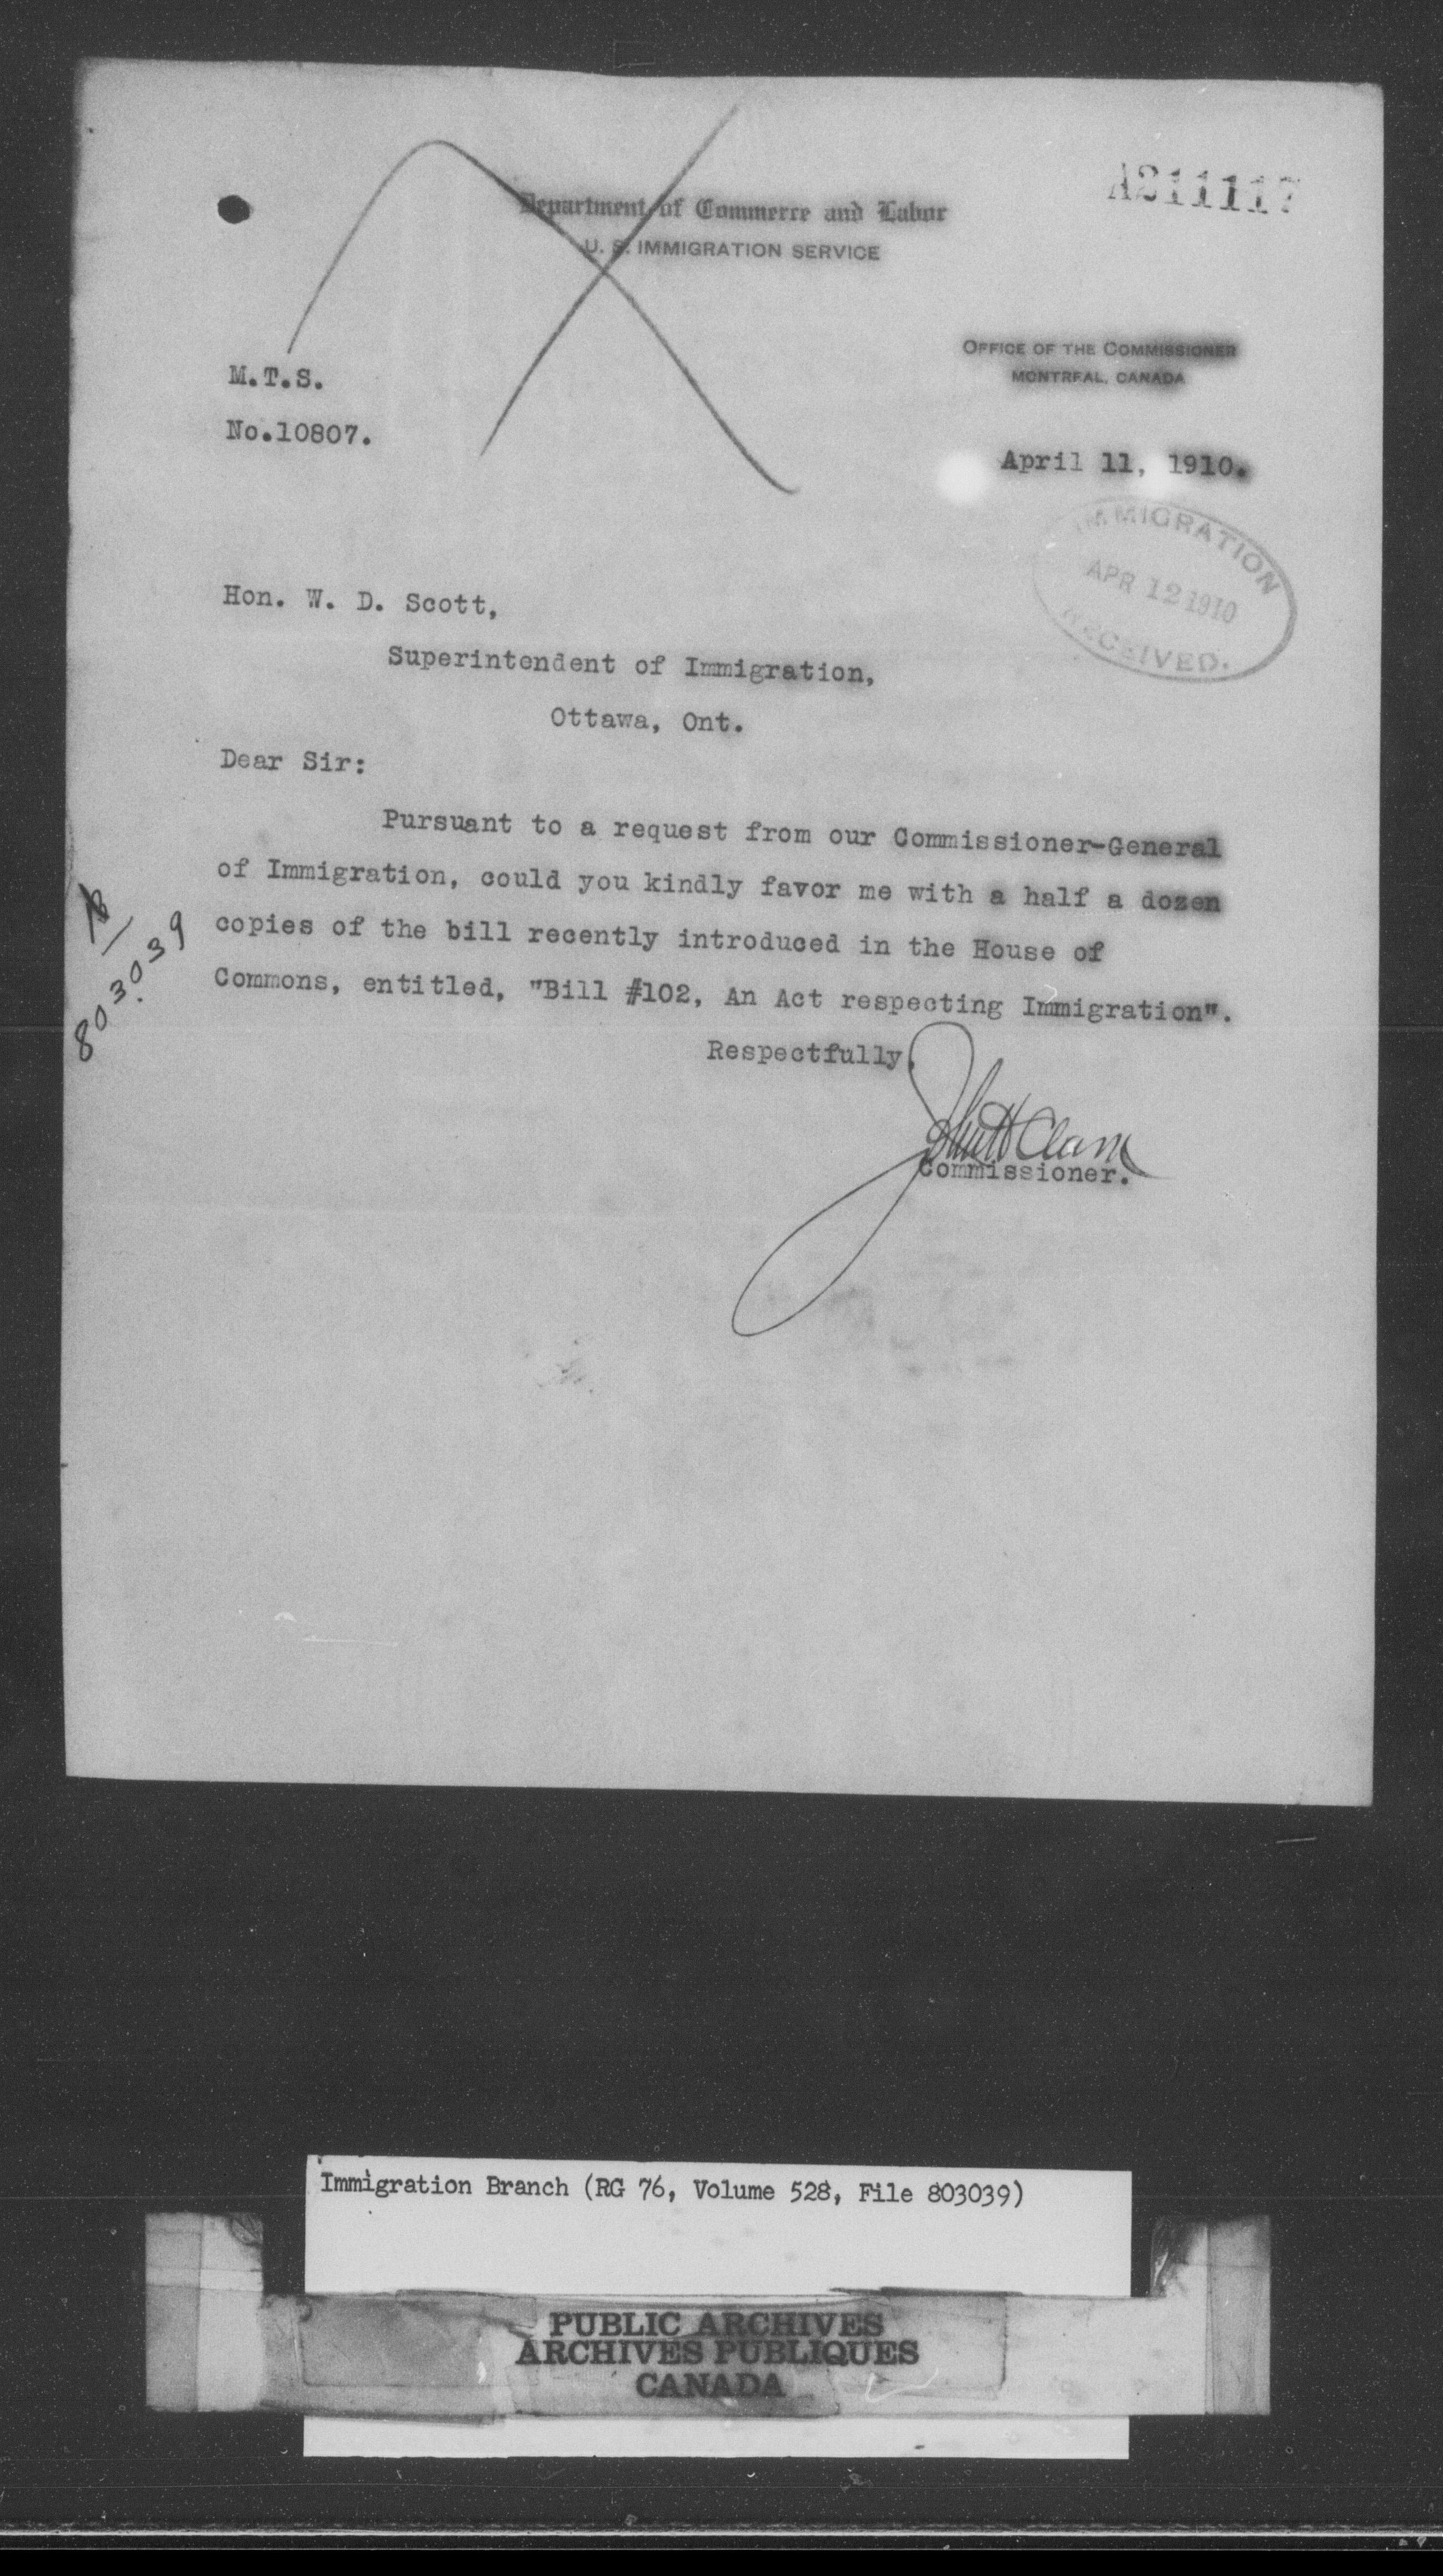 A211117
Department of Commerce and Labor
U. S. IMMIGRATION SERVICE
OFFICE OF THE COMMISSIONER
MONTREAL, CANADA
M.T.S.
No.10807.
April 11, 1910.
IMMIGRATION
APR 12 1910
RECEIVED.
Hon. W. D. Scott,
Superintendent of Immigration,
Ottawa, Ont.
Dear Sir:
Pursuant to a request from our Commissioner-General
of Immigration, could you kindly favor me with a half a dozen
copies of the bill recently introduced in the House of
Commons, entitled, "Bill #102, An Act respecting Immigration".
803039
Respectfully,
John H Clark
Commissioner.
Immigration Branch (RG 76, Volume 528, File 803039)
PUBLIC ARCHIVES
ARCHIVES PUBLIQUES
CANADA